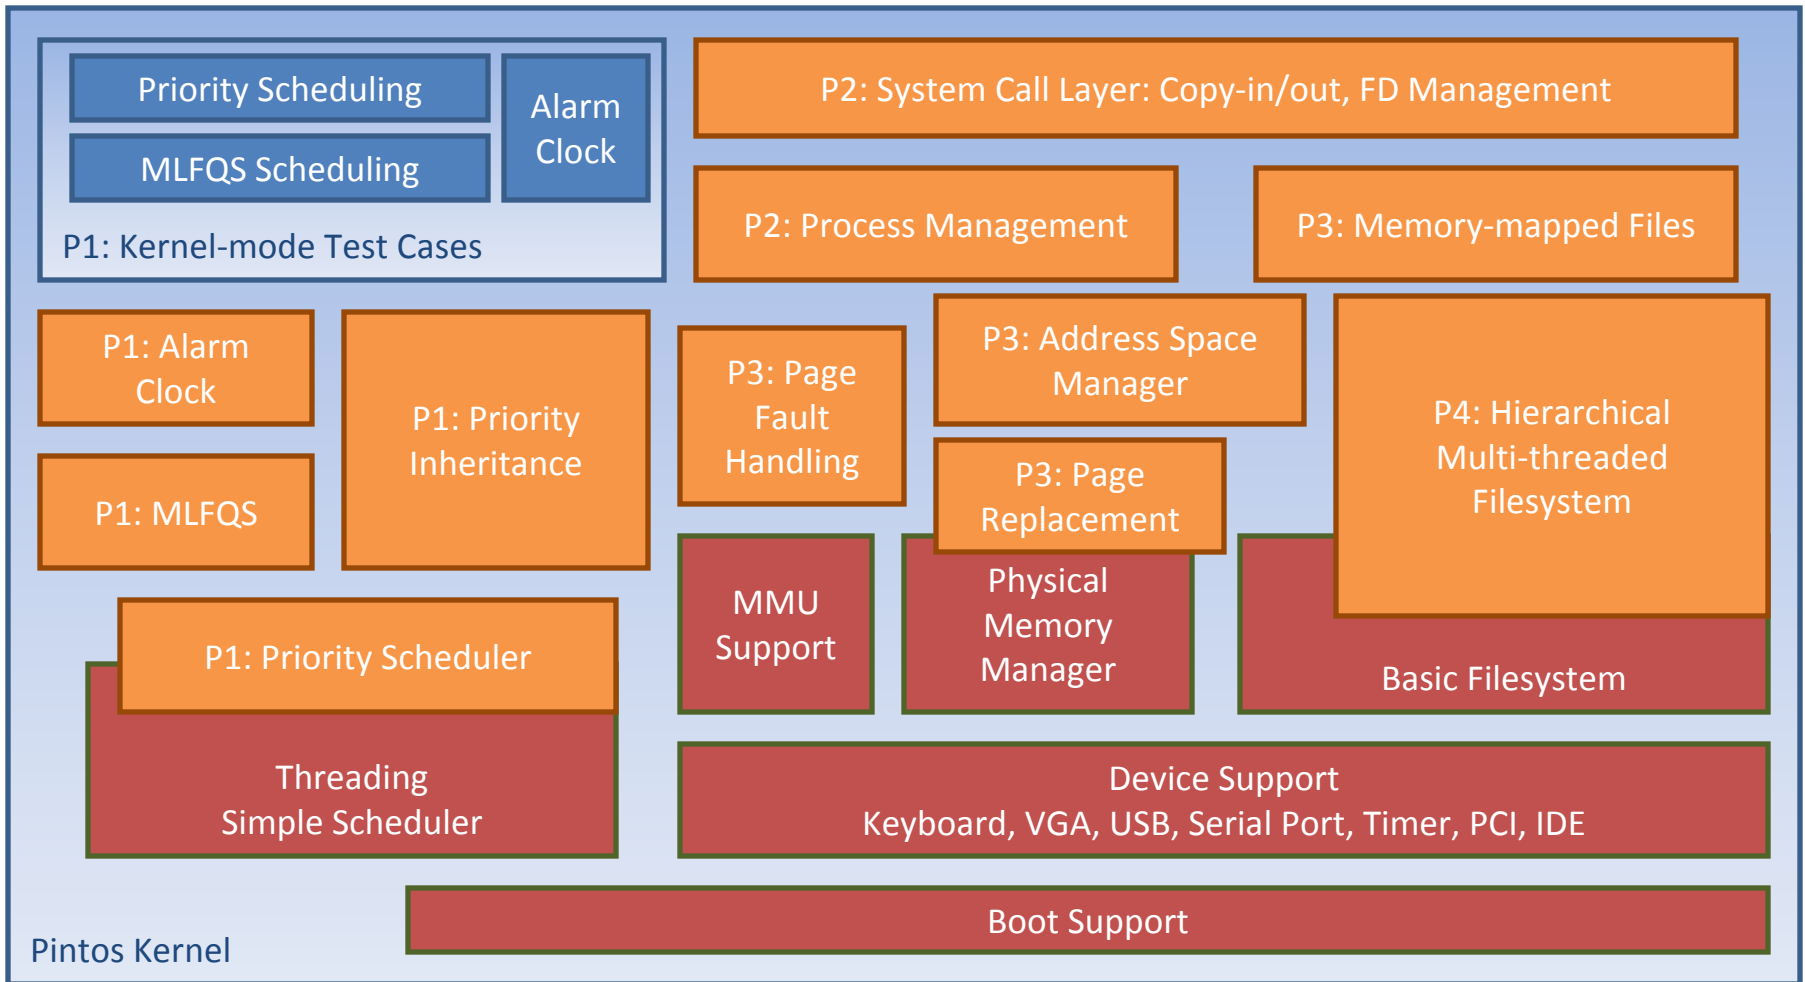 Priority Scheduling
MLFQS Scheduling
Alarm
Clock
P1: Kernel-mode Test Cases
P2: System Call Layer: Copy-in/out, FD Management
P2: Process Management
P3: Memory-mapped Files
P1: Alarm
Clock
P1: Priority
Inheritance
P1: MLFQS
P3: Page
Fault
Handling
P3: Address Space
Manager
P3: Page
Replacement
P4: Hierarchical
Multi-threaded
Filesystem
P1: Priority Scheduler
Threading
Simple Scheduler
MMU
Support
Physical
Memory
Manager
Basic Filesystem
Device Support
Keyboard, VGA, USB, Serial Port, Timer, PCI, IDE
Boot Support
Pintos Kernel